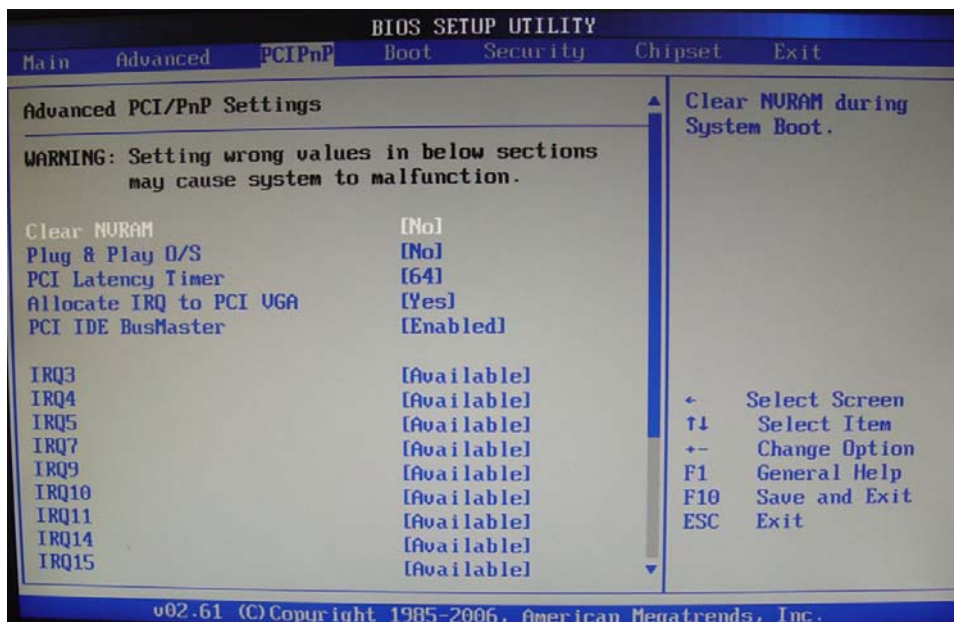 BIOS SETUP UTILITY
Main Advanced PCIPnP Boot Security Chipset Exit
Advanced PCI/PnP Settings
WARNING: Setting wrong values in below sections
may cause system to malfunction.
Clear NVRAM [No]
Plug & Play O/S [No]
PCI Latency Timer [64]
Allocate IRQ to PCI VGA [Yes]
PCI IDE BusMaster [Enabled]
IRQ3 [Available]
IRQ4 [Available]
IRQ5 [Available]
IRQ7 [Available]
IRQ9 [Available]
IRQ10 [Available]
IRQ11 [Available]
IRQ14 [Available]
IRQ15 [Available]
Clear NVRAM during
System Boot.
← Select Screen
↑↓ Select Item
+- Change Option
F1 General Help
F10 Save and Exit
ESC Exit
v02.61 (C)Copyright 1985-2006, American Megatrends, Inc.